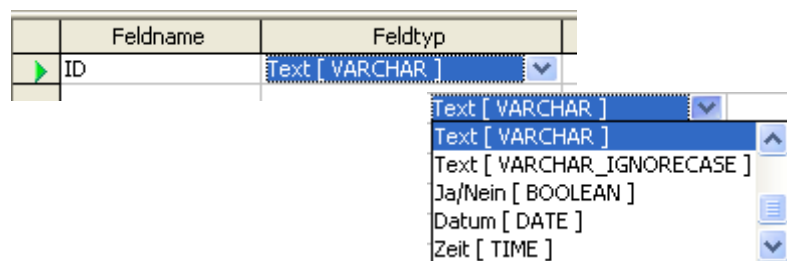 Feldname Feldtyp
ID Text [ VARCHAR ]
Text [ VARCHAR ]
Text [ VARCHAR ]
Text [ VARCHAR_IGNORECASE ]
Ja/Nein [ BOOLEAN ]
Datum [ DATE ]
Zeit [ TIME ]